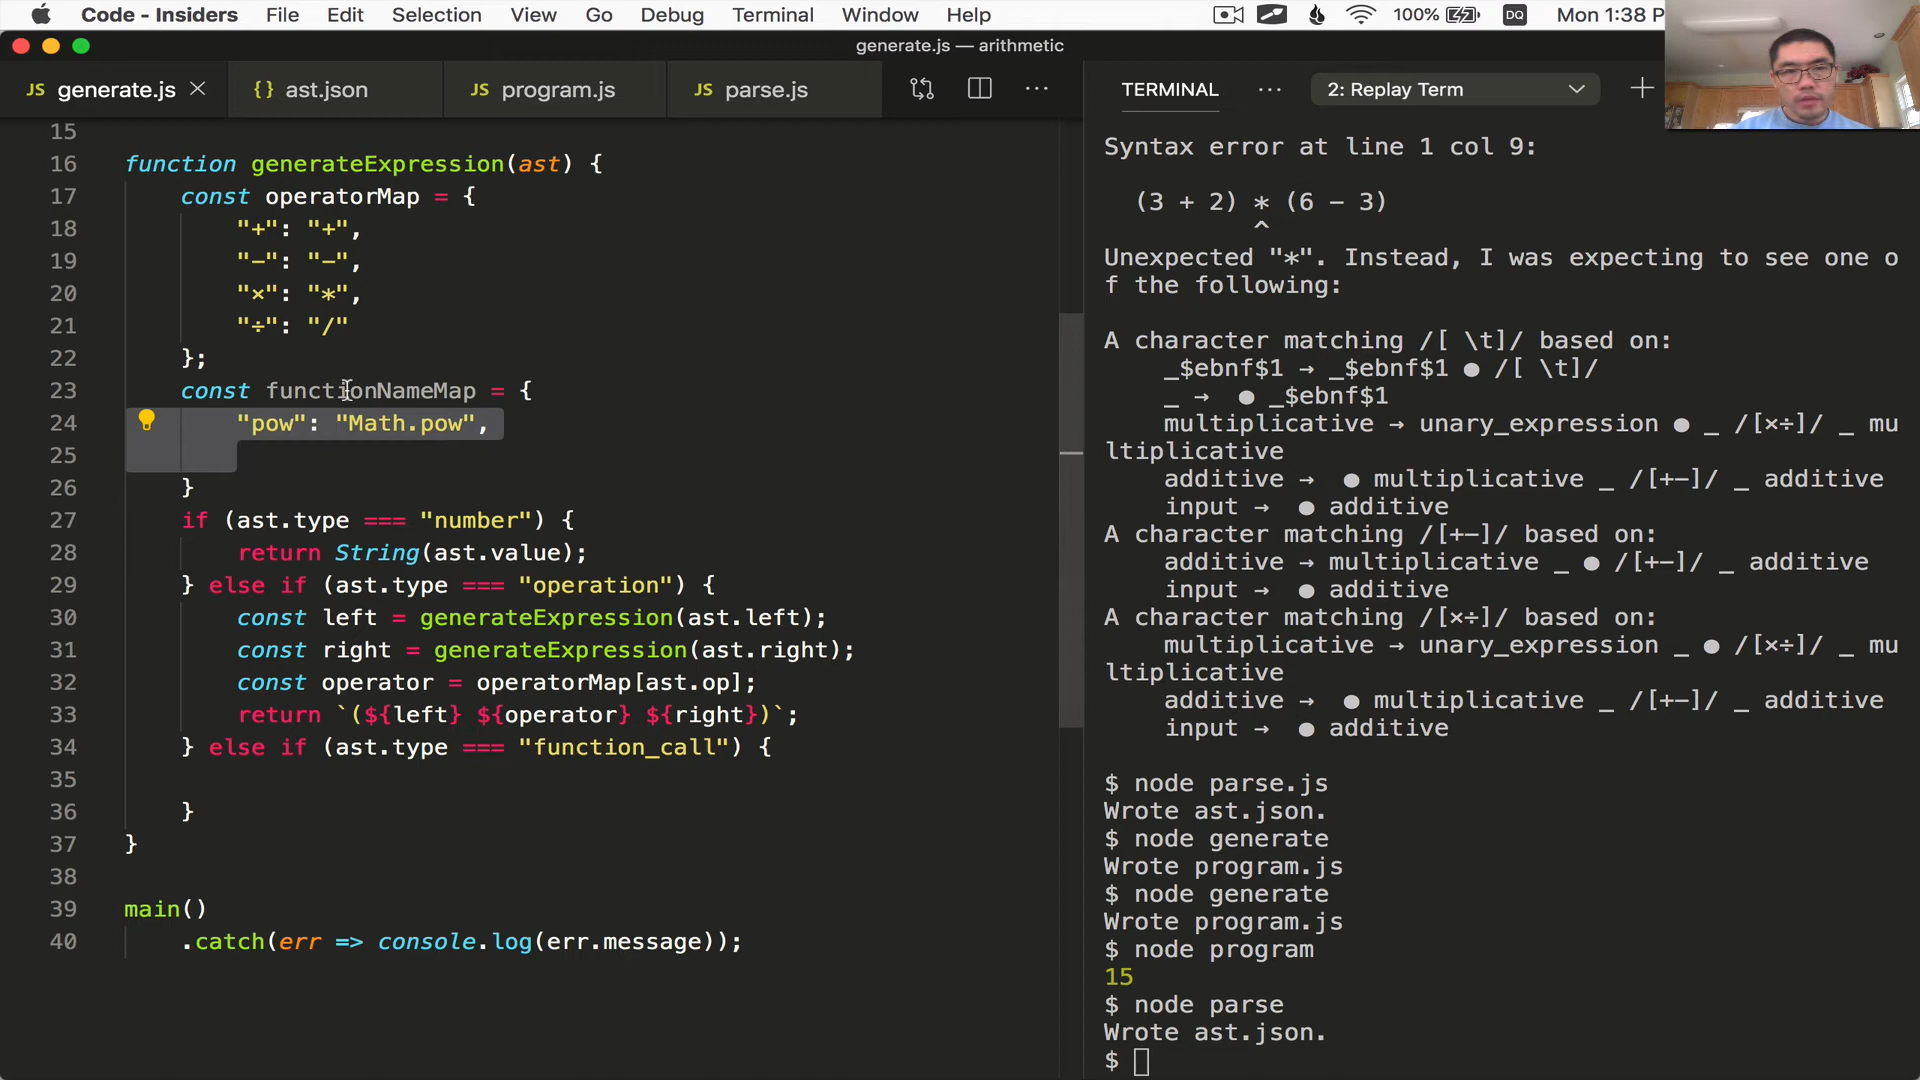 Code - Insiders File Edit Selection View Go Debug Terminal Window Help 100% DQ Mon 1:38 P
generate.js — arithmetic
JS generate.js {} ast.json JS program.js JS parse.js
TERMINAL 2: Replay Term
15
16 function generateExpression(ast) {
17 const operatorMap = {
18 "+": "+",
19 "-": "-",
20 "×": "*",
21 "÷": "/"
22 };
23 const functionNameMap = {
24 "pow": "Math.pow",
25
26 }
27 if (ast.type === "number") {
28 return String(ast.value);
29 } else if (ast.type === "operation") {
30 const left = generateExpression(ast.left);
31 const right = generateExpression(ast.right);
32 const operator = operatorMap[ast.op];
33 return `(${left} ${operator} ${right})`;
34 } else if (ast.type === "function_call") {
35
36 }
37 }
38
39 main()
40 .catch(err => console.log(err.message));
Syntax error at line 1 col 9:
(3 + 2) * (6 - 3)
^
Unexpected "*". Instead, I was expecting to see one o
f the following:
A character matching /[ \t]/ based on:
_$ebnf$1 → _$ebnf$1 ● /[ \t]/
_ → ● _$ebnf$1
multiplicative → unary_expression ● _ /[×÷]/ _ mu
ltiplicative
additive → ● multiplicative _ /[+-]/ _ additive
input → ● additive
A character matching /[+-]/ based on:
additive → multiplicative _ ● /[+-]/ _ additive
input → ● additive
A character matching /[×÷]/ based on:
multiplicative → unary_expression _ ● /[×÷]/ _ mu
ltiplicative
additive → ● multiplicative _ /[+-]/ _ additive
input → ● additive
$ node parse.js
Wrote ast.json.
$ node generate
Wrote program.js
$ node generate
Wrote program.js
$ node program
15
$ node parse
Wrote ast.json.
$